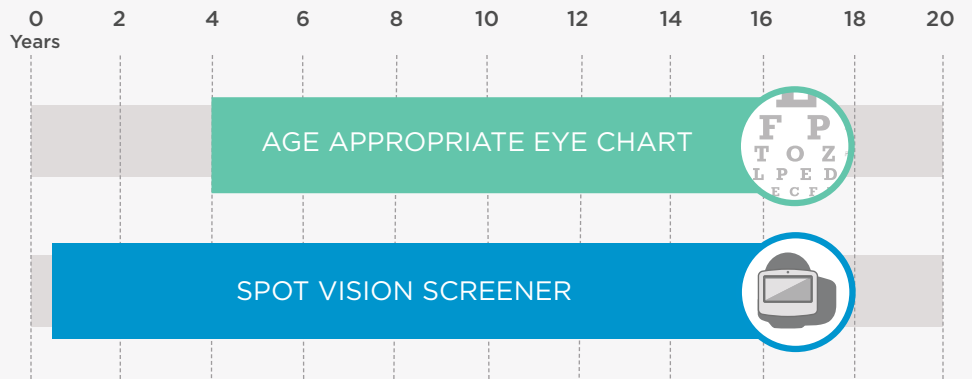 0 2 4 6 8 10 12 14 16 18 20
Years
AGE APPROPRIATE EYE CHART
F P
T O Z
L P E D
E C F
SPOT VISION SCREENER